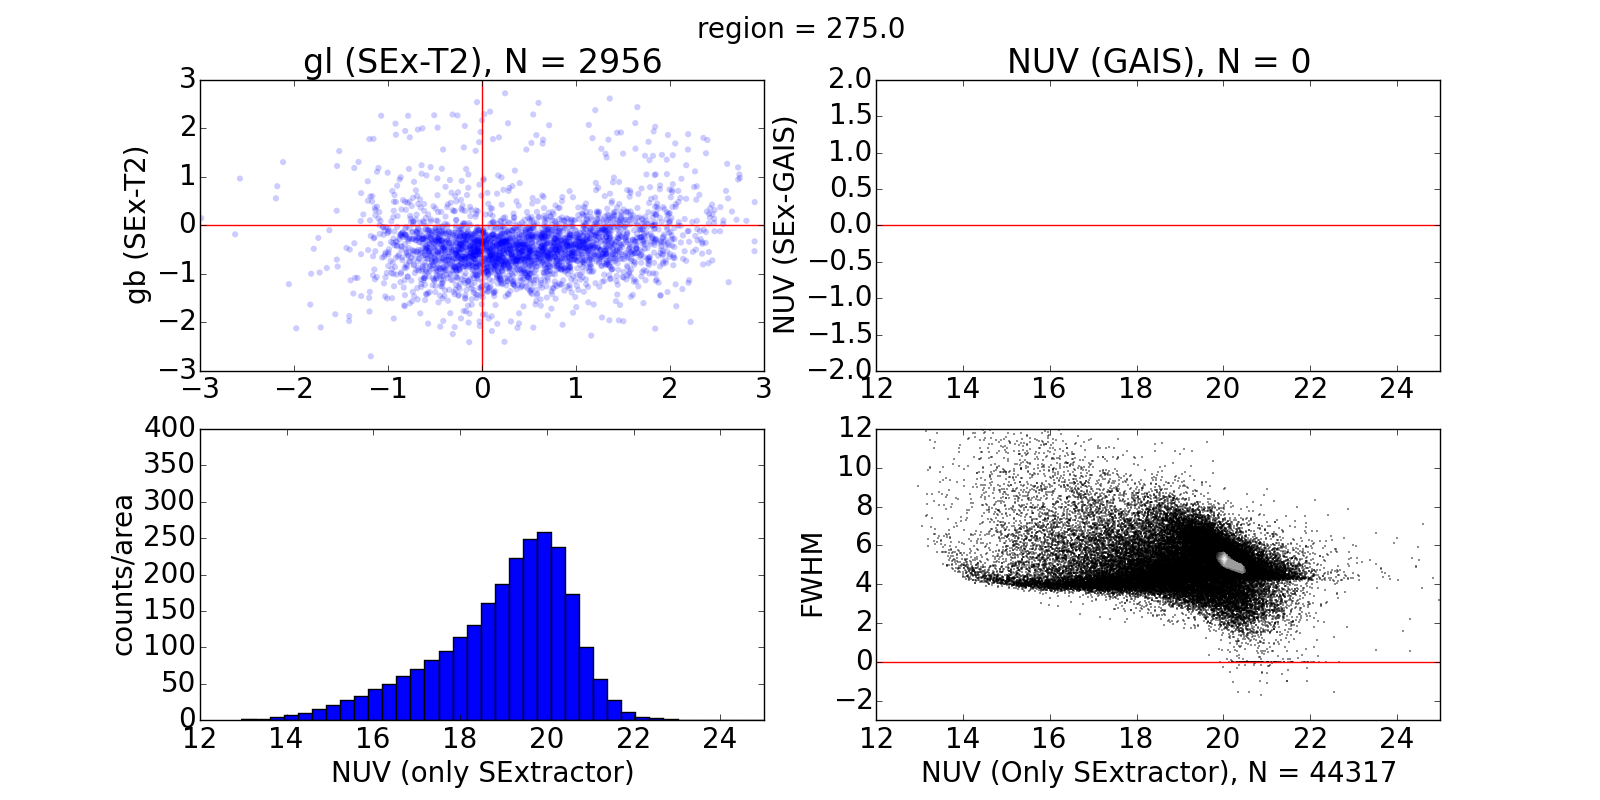 region = 275.0
gl (SEx-T2), N = 2956
NUV (GAIS), N = 0
gb (SEx-T2)
3
2
1
0
−1
−2
−3
−3 −2 −1 0 1 2 3
NUV (SEx-GAIS)
2.0
1.5
1.0
0.5
0.0
−0.5
−1.0
−1.5
−2.0
12 14 16 18 20 22 24
counts/area
400
350
300
250
200
150
100
50
0
12 14 16 18 20 22 24
NUV (only SExtractor)
FWHM
12
10
8
6
4
2
0
−2
12 14 16 18 20 22 24
NUV (Only SExtractor), N = 44317